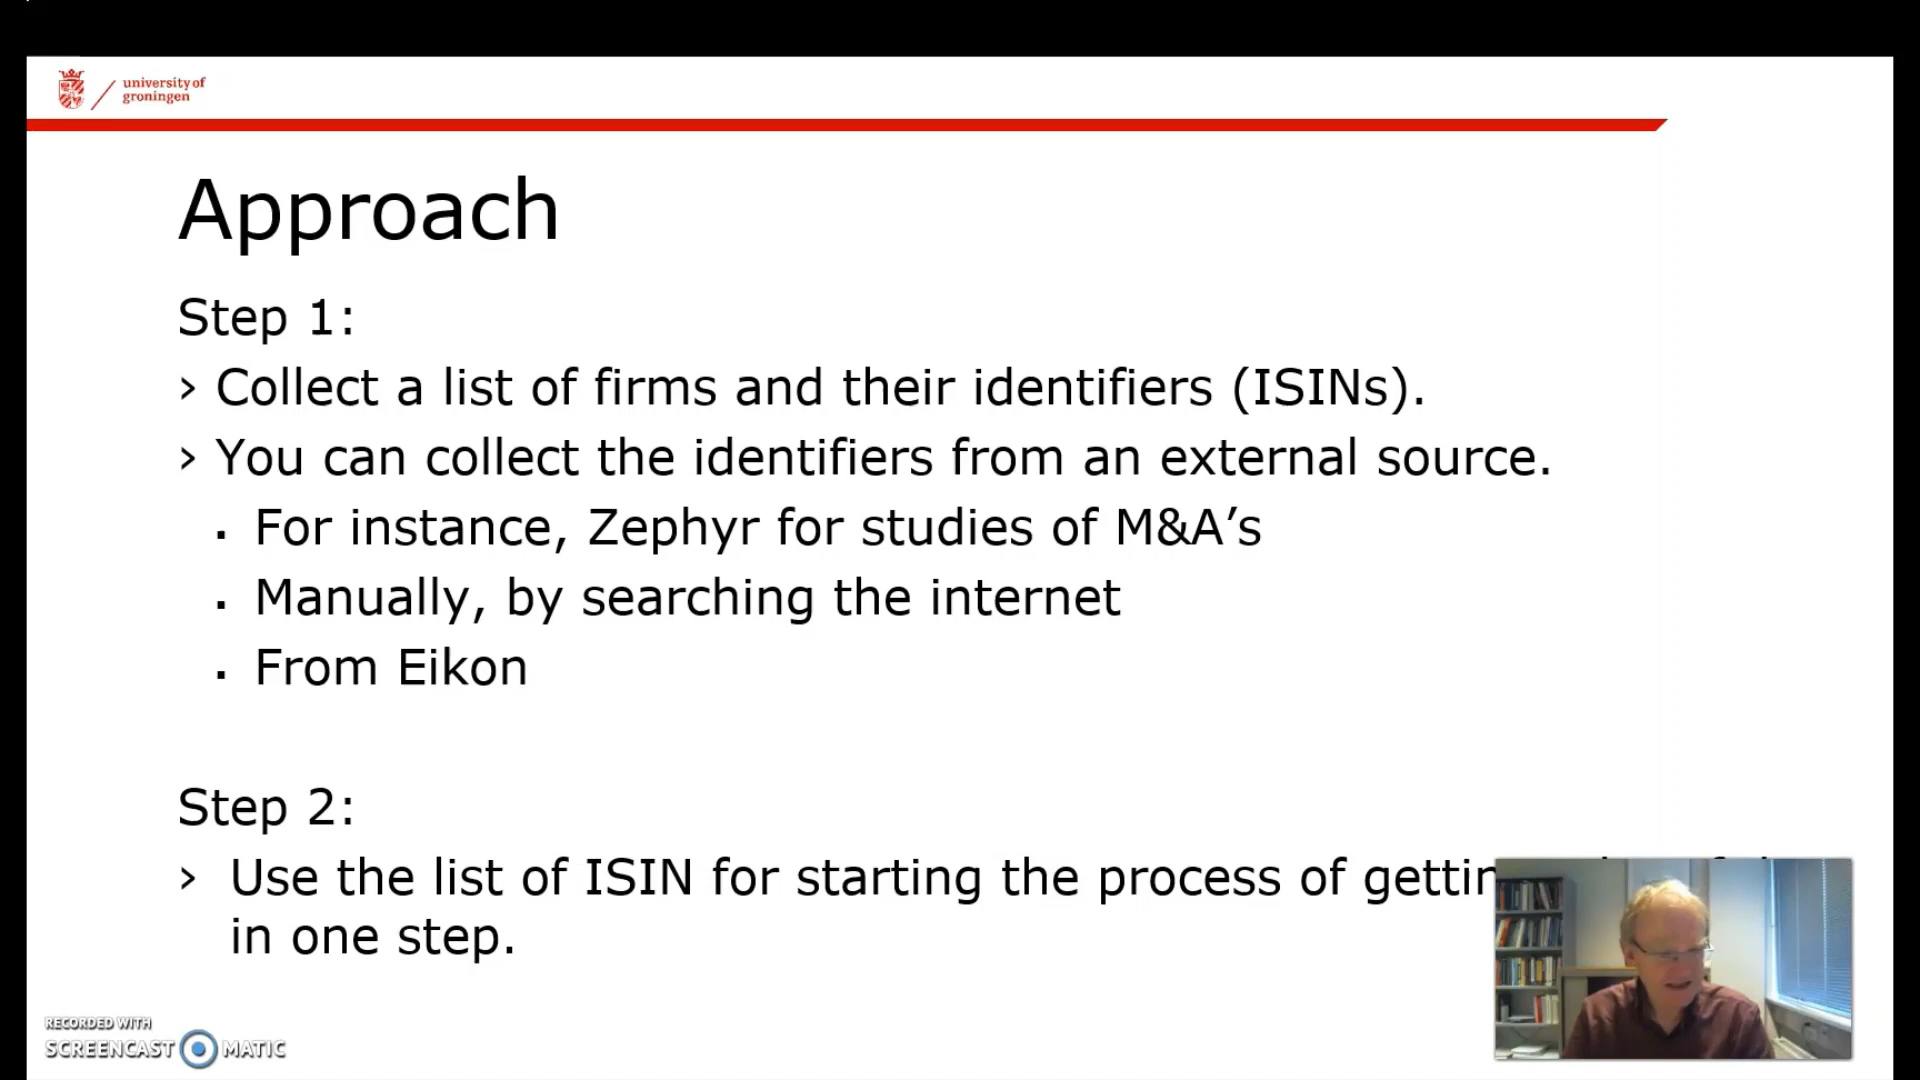 university of
groningen
Approach
Step 1:
› Collect a list of firms and their identifiers (ISINs).
› You can collect the identifiers from an external source.
▪ For instance, Zephyr for studies of M&A’s
▪ Manually, by searching the internet
▪ From Eikon
Step 2:
› Use the list of ISIN for starting the process of
in one step.
RECORDED WITH
SCREENCAST MATIC